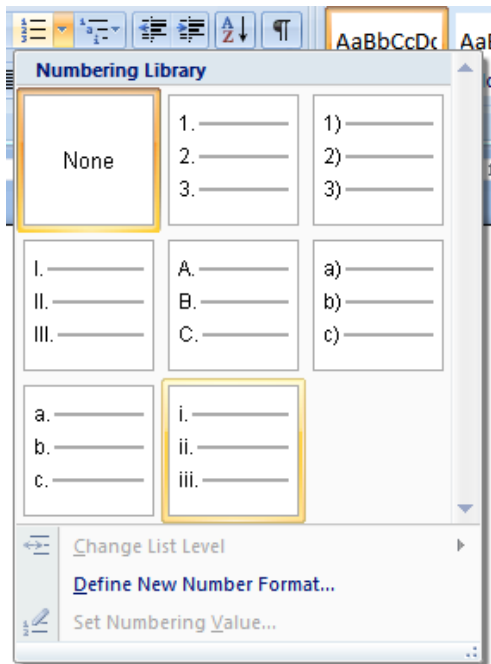 AaBbCcDc Aa
Numbering Library
None
1.
2.
3.
1)
2)
3)
I.
II.
III.
A.
B.
C.
a)
b)
c)
a.
b.
c.
i.
ii.
iii.
Change List Level
Define New Number Format...
Set Numbering Value...